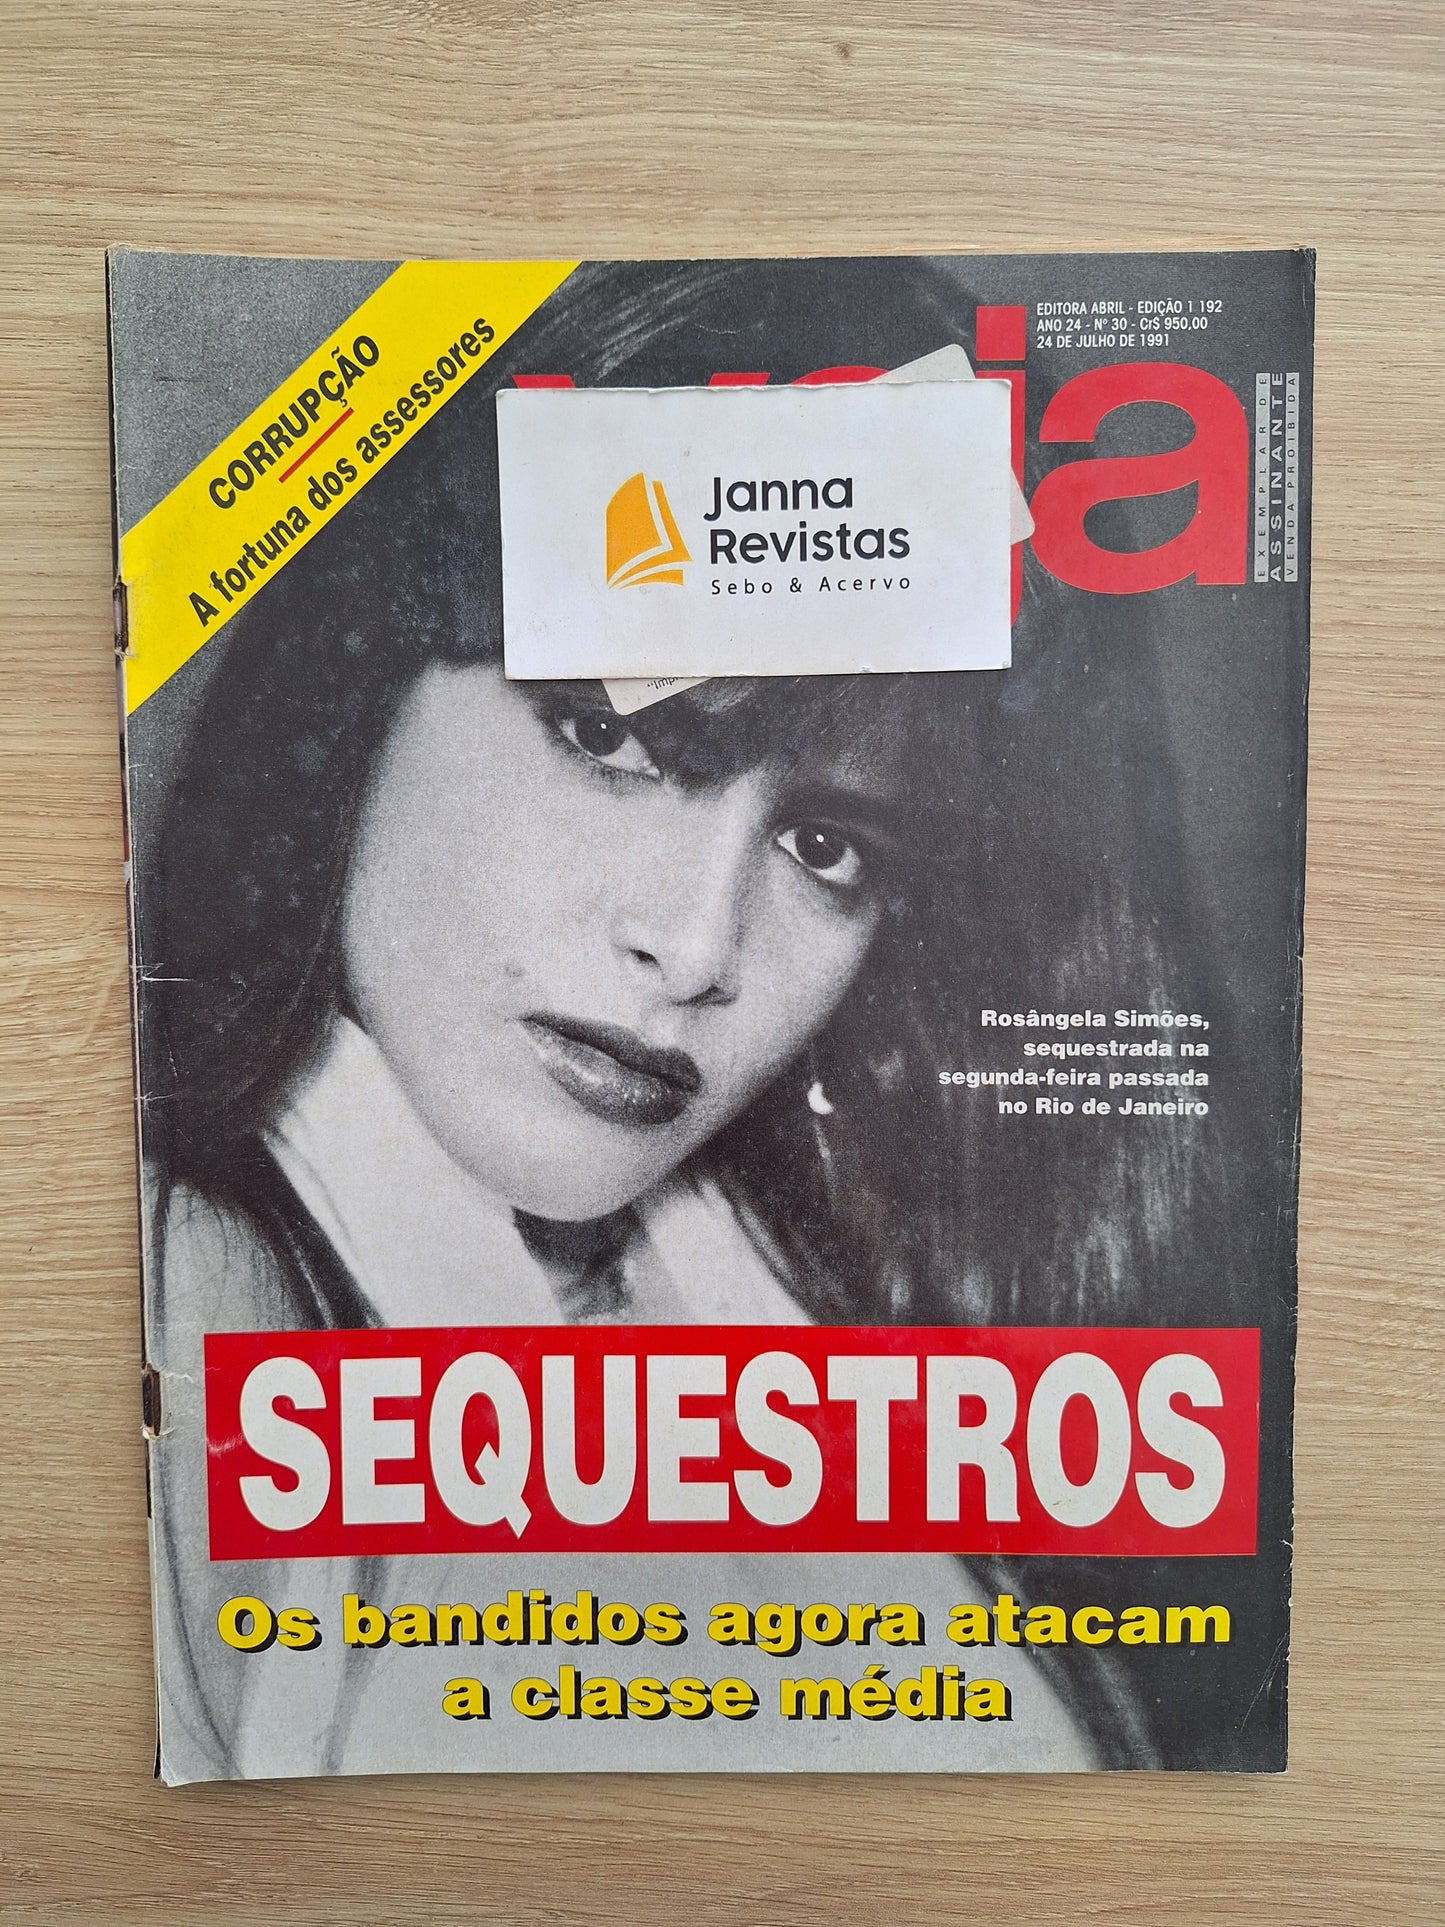 CORRUPÇÃO
A fortuna dos assessores
EDITORA ABRIL - EDIÇÃO 1 192
ANO 24 - Nº 30 - Cr$ 950,00
24 DE JULHO DE 1991
ja
EXEMPLAR DE
ASSINANTE
VENDA PROIBIDA
Janna
Revistas
Sebo & Acervo
Rosângela Simões,
sequestrada na
segunda-feira passada
no Rio de Janeiro
SEQUESTROS
Os bandidos agora atacam
a classe média